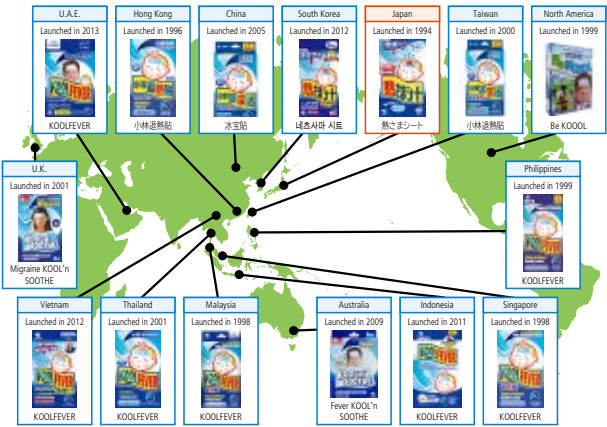 U.A.E.
Launched in 2013
KOOLFEVER
Hong Kong
Launched in 1996
小林退熱貼
China
Launched in 2005
冰宝贴
South Korea
Launched in 2012
네츠사마 시트
Japan
Launched in 1994
熱さまシート
Taiwan
Launched in 2000
小林退熱貼
North America
Launched in 1999
Be KOOOL
U.K.
Launched in 2001
Migraine KOOL'n
SOOTHE
Philippines
Launched in 1999
KOOLFEVER
Vietnam
Launched in 2012
KOOLFEVER
Thailand
Launched in 2001
KOOLFEVER
Malaysia
Launched in 1998
KOOLFEVER
Australia
Launched in 2009
Fever KOOL'n
SOOTHE
Indonesia
Launched in 2011
KOOLFEVER
Singapore
Launched in 1998
KOOLFEVER